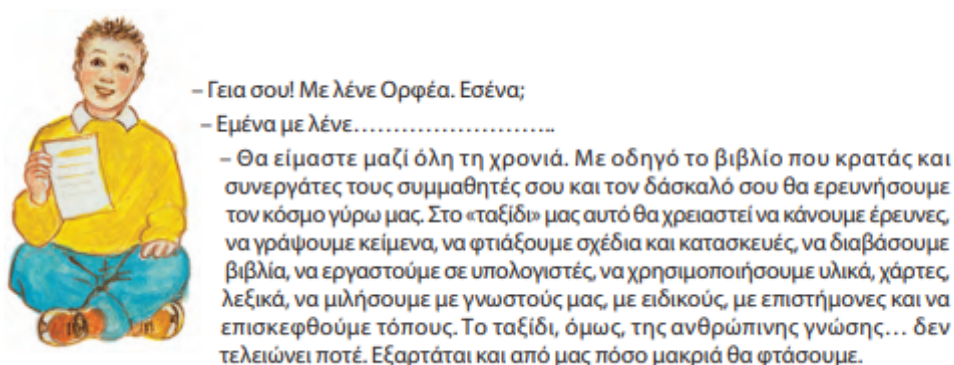 – Γεια σου! Με λένε Ορφέα. Εσένα;
– Εμένα με λένε……………………..
– Θα είμαστε μαζί όλη τη χρονιά. Με οδηγό το βιβλίο που κρατάς και
συνεργάτες τους συμμαθητές σου και τον δάσκαλό σου θα ερευνήσουμε
τον κόσμο γύρω μας. Στο «ταξίδι» μας αυτό θα χρειαστεί να κάνουμε έρευνες,
να γράψουμε κείμενα, να φτιάξουμε σχέδια και κατασκευές, να διαβάσουμε
βιβλία, να εργαστούμε σε υπολογιστές, να χρησιμοποιήσουμε υλικά, χάρτες,
λεξικά, να μιλήσουμε με γνωστούς μας, με ειδικούς, με επιστήμονες και να
επισκεφθούμε τόπους. Το ταξίδι, όμως, της ανθρώπινης γνώσης… δεν
τελειώνει ποτέ. Εξαρτάται και από μας πόσο μακριά θα φτάσουμε.